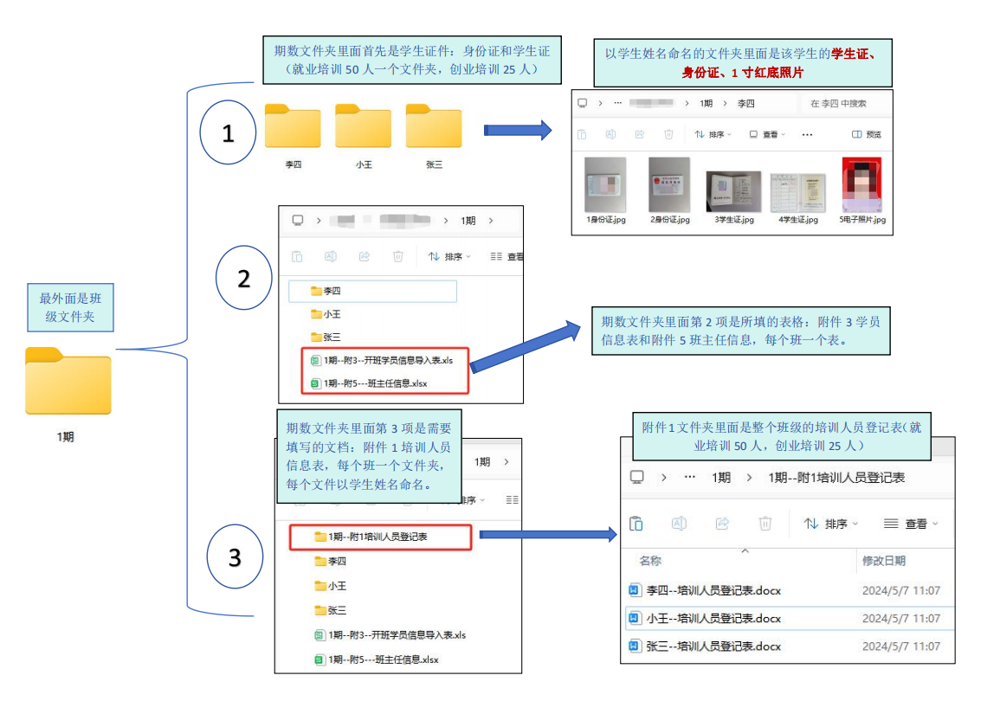 期数文件夹里面首先是学生证件：身份证和学生证
（就业培训 50 人一个文件夹，创业培训 25 人）
以学生姓名命名的文件夹里面是该学生的学生证、
身份证、1 寸红底照片
1
李四
小王
张三
1期 > 李四
在 李四 中搜索
排序
查看
预览
1身份证.jpg
2身份证.jpg
3学生证.jpg
4学生证.jpg
5电子照片.jpg
最外面是班
级文件夹
1期
2
1期
排序
查看
李四
小王
张三
1期--附3--开班学员信息导入表.xls
1期--附5---班主任信息.xlsx
期数文件夹里面第 2 项是所填的表格：附件 3 学员
信息表和附件 5 班主任信息，每个班一个表。
3
期数文件夹里面第 3 项是需要
填写的文档：附件 1 培训人员
信息表，每个班一个文件夹，
每个文件以学生姓名命名。
1期
排序
1期--附1培训人员登记表
李四
小王
张三
1期--附3--开班学员信息导入表.xls
1期--附5---班主任信息.xlsx
附件 1 文件夹里面是整个班级的培训人员登记表（就
业培训 50 人，创业培训 25 人）
1期 > 1期--附1培训人员登记表
排序
查看
名称
修改日期
李四--培训人员登记表.docx
2024/5/7 11:07
小王--培训人员登记表.docx
2024/5/7 11:07
张三--培训人员登记表.docx
2024/5/7 11:07